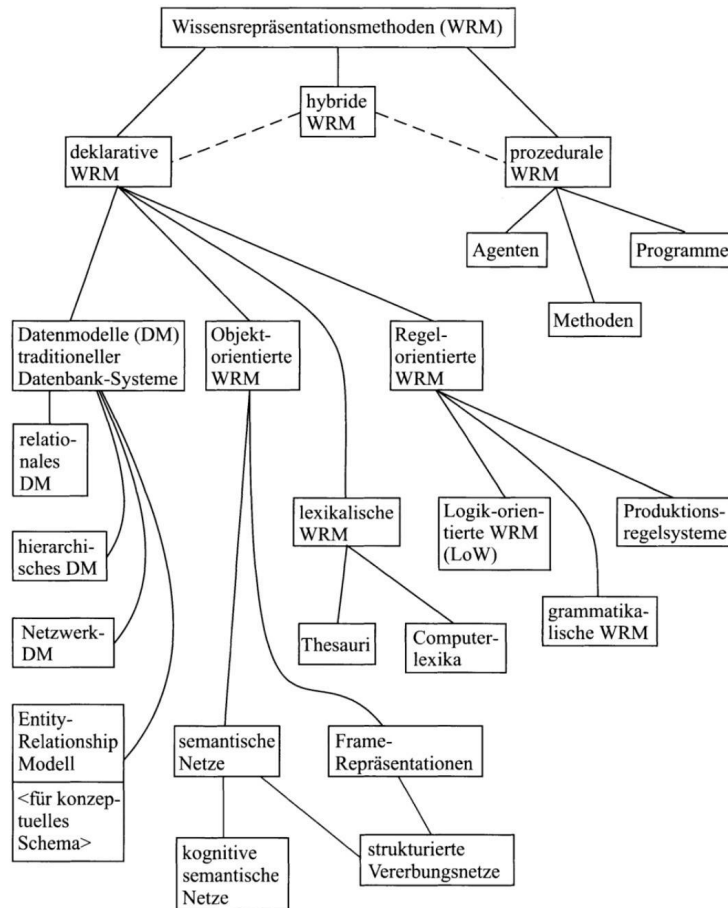 Wissensrepräsentationsmethoden (WRM)
hybride
WRM
deklarative
WRM
prozedurale
WRM
Agenten
Programme
Methoden
Datenmodelle (DM)
traditioneller
Datenbank-Systeme
Objekt-
orientierte
WRM
Regel-
orientierte
WRM
relatio-
nales
DM
hierarchi-
sches DM
Netzwerk-
DM
Entity-
Relationship
Modell
<für konzep-
tuelles
Schema>
lexikalische
WRM
Logik-orien-
tierte WRM
(LoW)
Produktions-
regelsysteme
grammatika-
lische WRM
Thesauri
Computer-
lexika
semantische
Netze
Frame-
Repräsentationen
kognitive
semantische
Netze
strukturierte
Vererbungsnetze